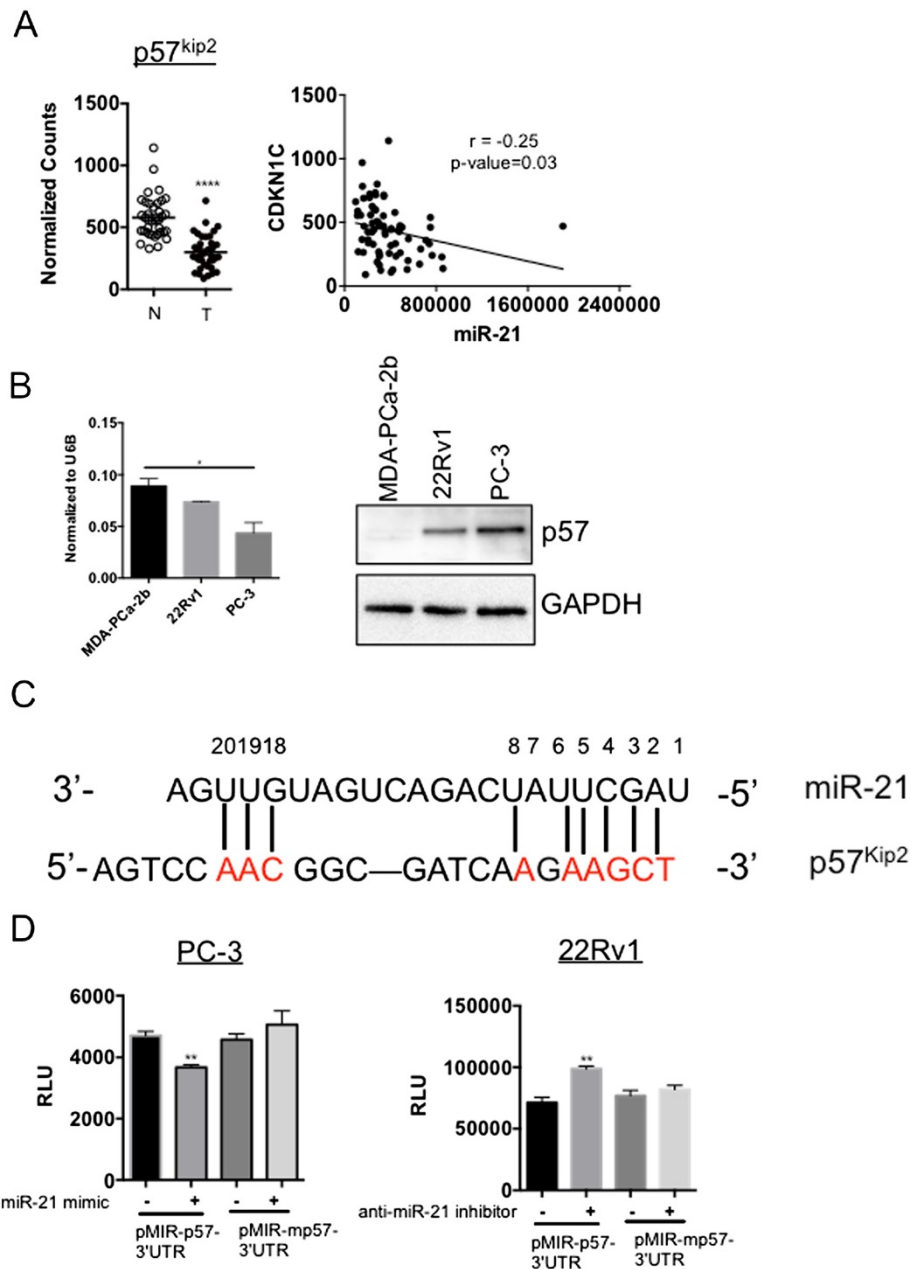 A
p57kip2
Normalized Counts
1500
1000
500
0
****
N
T
CDKN1C
1500
1000
500
0
r = -0.25
p-value=0.03
0
800000
1600000
2400000
miR-21
B
Normalized to U6B
0.15
0.10
0.05
0.00
*
MDA-PCa-2b
22Rv1
PC-3
MDA-PCa-2b
22Rv1
PC-3
p57
GAPDH
C
201918 8 7 6 5 4 3 2 1
3'- AGUUGUAGUCAGACUAUUCGAU -5' miR-21
5'-AGTCC AAC GGC—GATCAAGAAGCT -3' p57Kip2
D
PC-3
RLU
6000
4000
2000
0
**
miR-21 mimic - + - +
pMIR-p57-
3'UTR
pMIR-mp57-
3'UTR
22Rv1
RLU
150000
100000
50000
0
**
anti-miR-21 inhibitor - + - +
pMIR-p57-
3'UTR
pMIR-mp57-
3'UTR